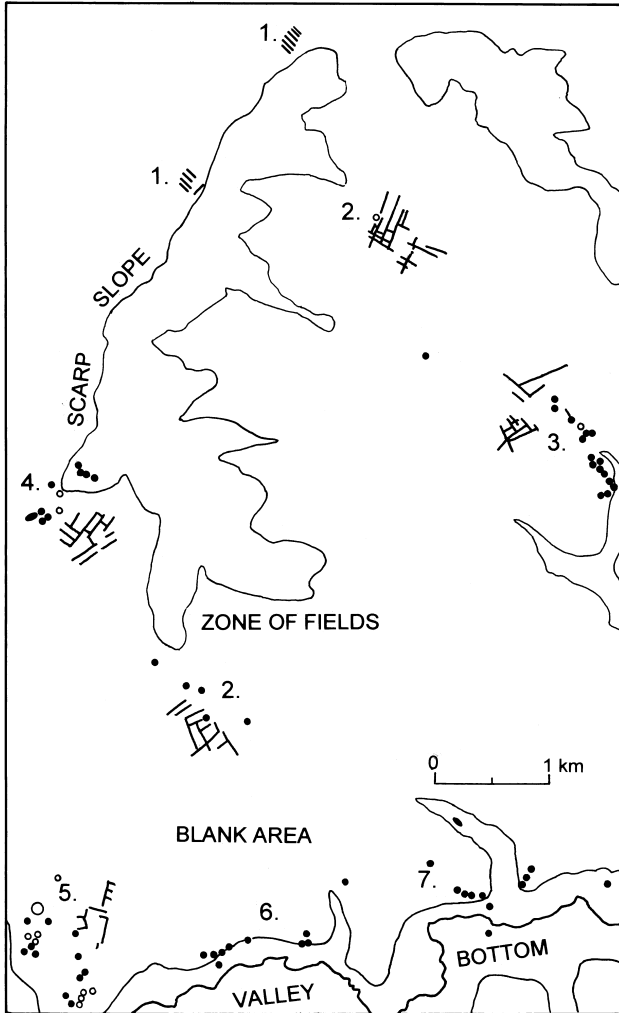 1.
1.
2.
SLOPE
SCARP
3.
4.
ZONE OF FIELDS
2.
0 1 km
BLANK AREA
5.
7.
6.
BOTTOM
VALLEY